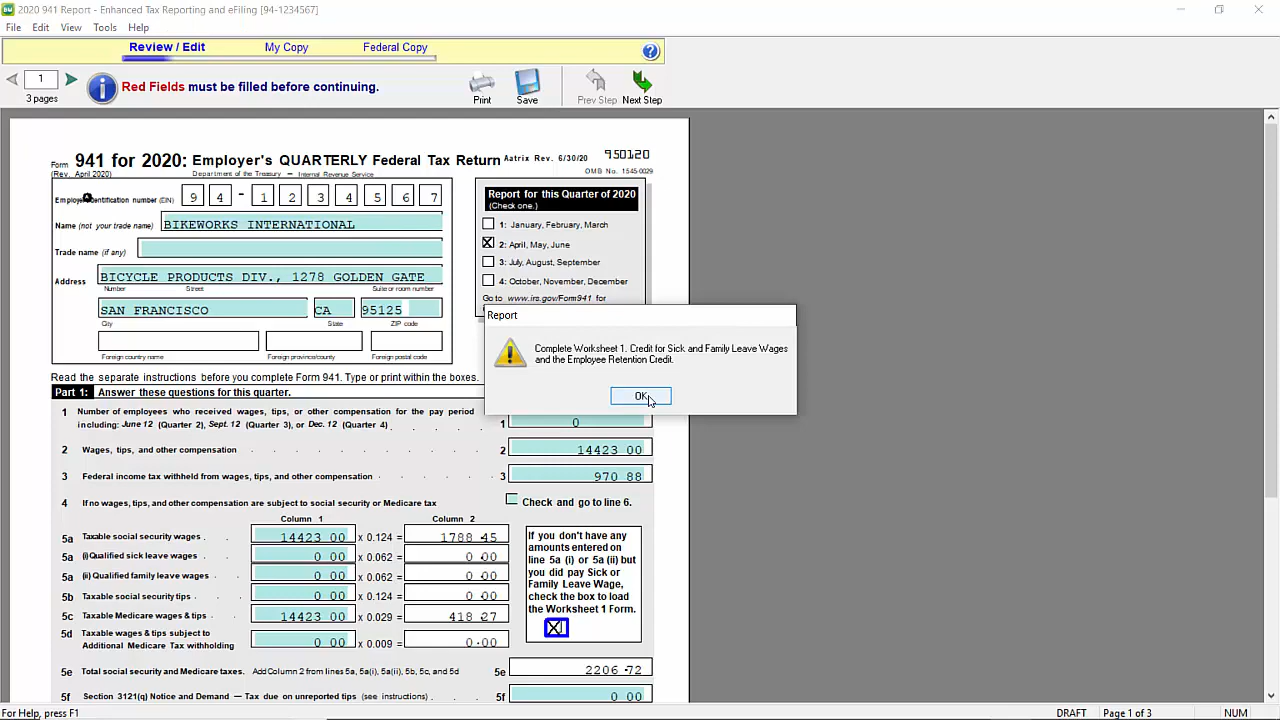 2020 941 Report - Enhanced Tax Reporting and eFiling [94-1234567]
File Edit View Tools Help
Review / Edit My Copy Federal Copy
1
3 pages
Red Fields must be filled before continuing.
Print Save Prev Step Next Step
Form 941 for 2020: Employer's QUARTERLY Federal Tax Return Aatrix Rev. 6/30/20 950120
(Rev. April 2020) Department of the Treasury — Internal Revenue Service OMB No. 1545-0029
Employer identification number (EIN) 9 4 - 1 2 3 4 5 6 7
Name (not your trade name) BIKEWORKS INTERNATIONAL
Trade name (if any)
Address BICYCLE PRODUCTS DIV., 1278 GOLDEN GATE
Number Street Suite or room number
SAN FRANCISCO CA 95125
City State ZIP code
Foreign country name Foreign province/county Foreign postal code
Report for this Quarter of 2020
(Check one.)
1: January, February, March
X 2: April, May, June
3: July, August, September
4: October, November, December
Go to www.irs.gov/Form941 for
Report
Complete Worksheet 1. Credit for Sick and Family Leave Wages
and the Employee Retention Credit.
OK
Read the separate instructions before you complete Form 941. Type or print within the boxes.
Part 1: Answer these questions for this quarter.
1 Number of employees who received wages, tips, or other compensation for the pay period
including: June 12 (Quarter 2), Sept. 12 (Quarter 3), or Dec. 12 (Quarter 4) 1 0
2 Wages, tips, and other compensation 2 14423 00
3 Federal income tax withheld from wages, tips, and other compensation 3 970 88
4 If no wages, tips, and other compensation are subject to social security or Medicare tax Check and go to line 6.
Column 1 Column 2
5a Taxable social security wages 14423 00 x 0.124 = 1788.45
5a (i)Qualified sick leave wages 0 00 x 0.062 = 0.00
5a (ii) Qualified family leave wages 0 00 x 0.062 = 0.00
5b Taxable social security tips 0 00 x 0.124 = 0.00
5c Taxable Medicare wages & tips 14423 00 x 0.029 = 418.27
5d Taxable wages & tips subject to
Additional Medicare Tax withholding 0 00 x 0.009 = 0.00
If you don't have any
amounts entered on
line 5a (i) or 5a (ii) but
you did pay Sick or
Family Leave Wage,
check the box to load
the Worksheet 1 Form.
X
5e Total social security and Medicare taxes. Add Column 2 from lines 5a, 5a(i), 5a(ii), 5b, 5c, and 5d 5e 2206.72
5f Section 3121(q) Notice and Demand — Tax due on unreported tips (see instructions) 5f 0 00
For Help, press F1 DRAFT Page 1 of 3 NUM